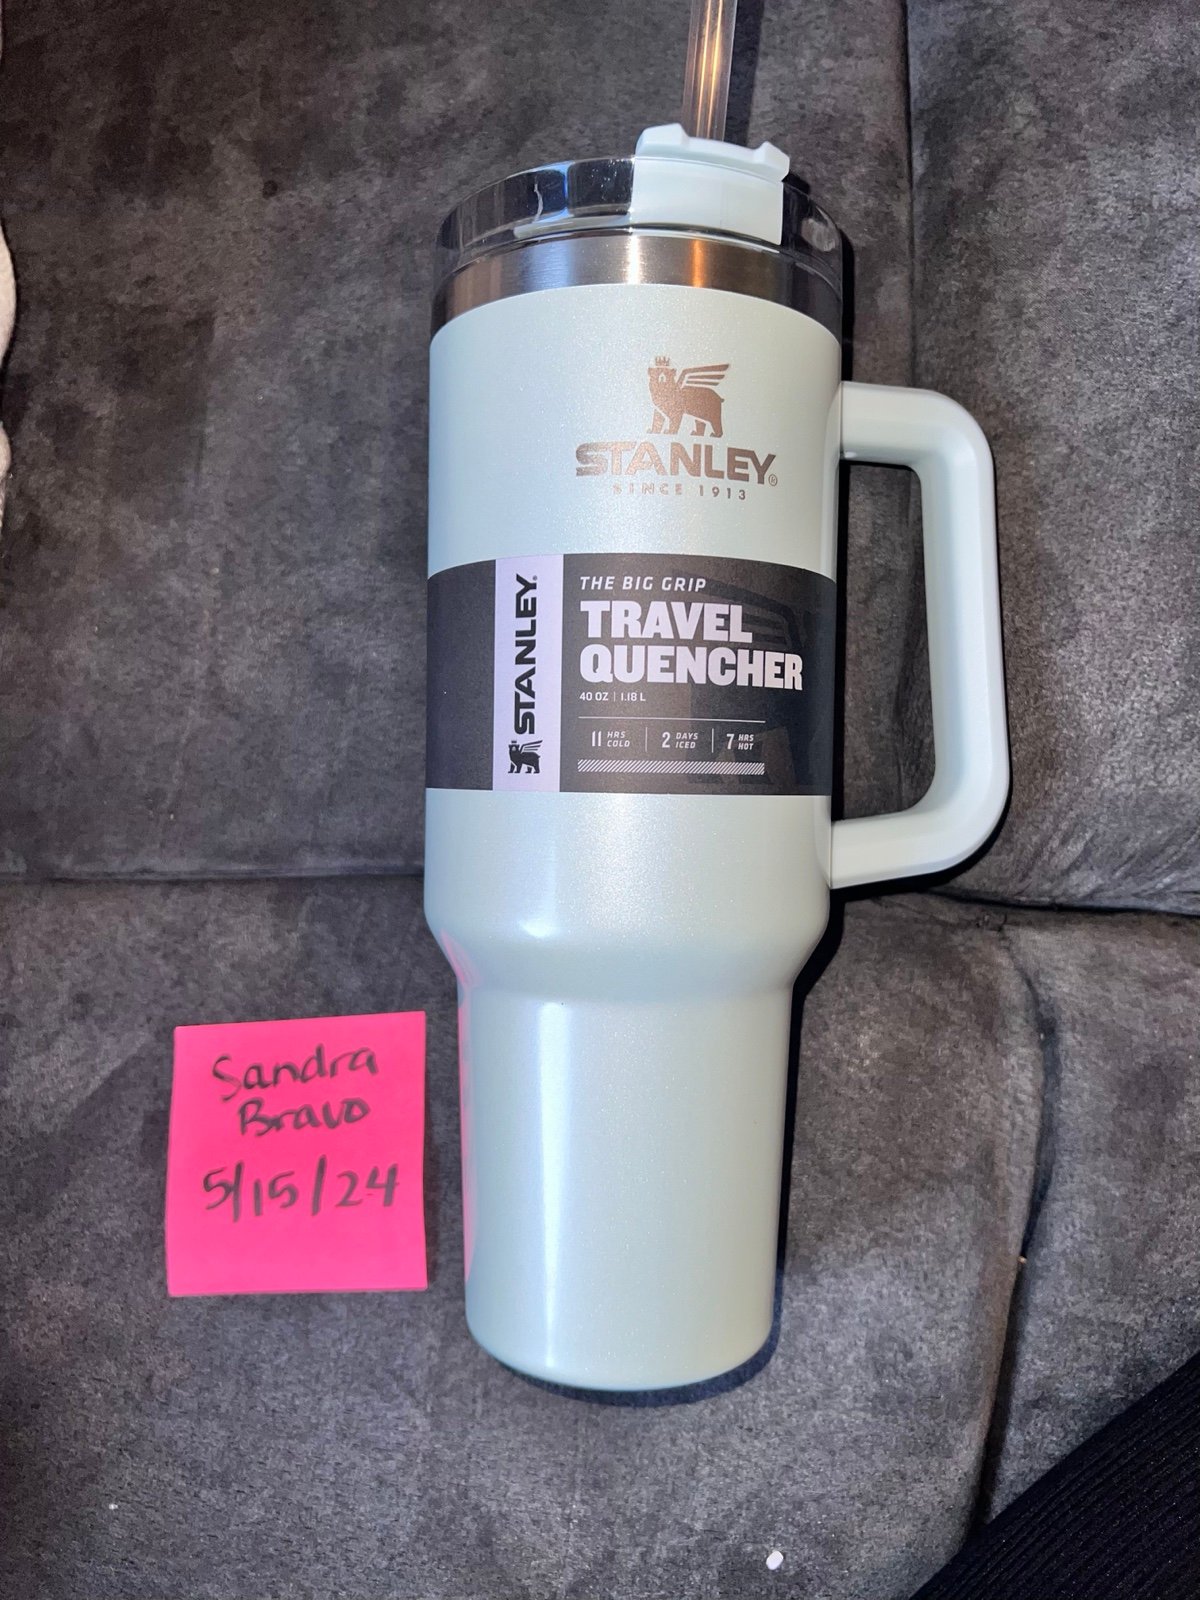 STANLEY®
SINCE 1913
STANLEY®
THE BIG GRIP
TRAVEL
QUENCHER
40 OZ | 1.18 L
11 HRS COLD | 2 DAYS ICED | 7 HRS HOT
Sandra
Bravo
5/15/24